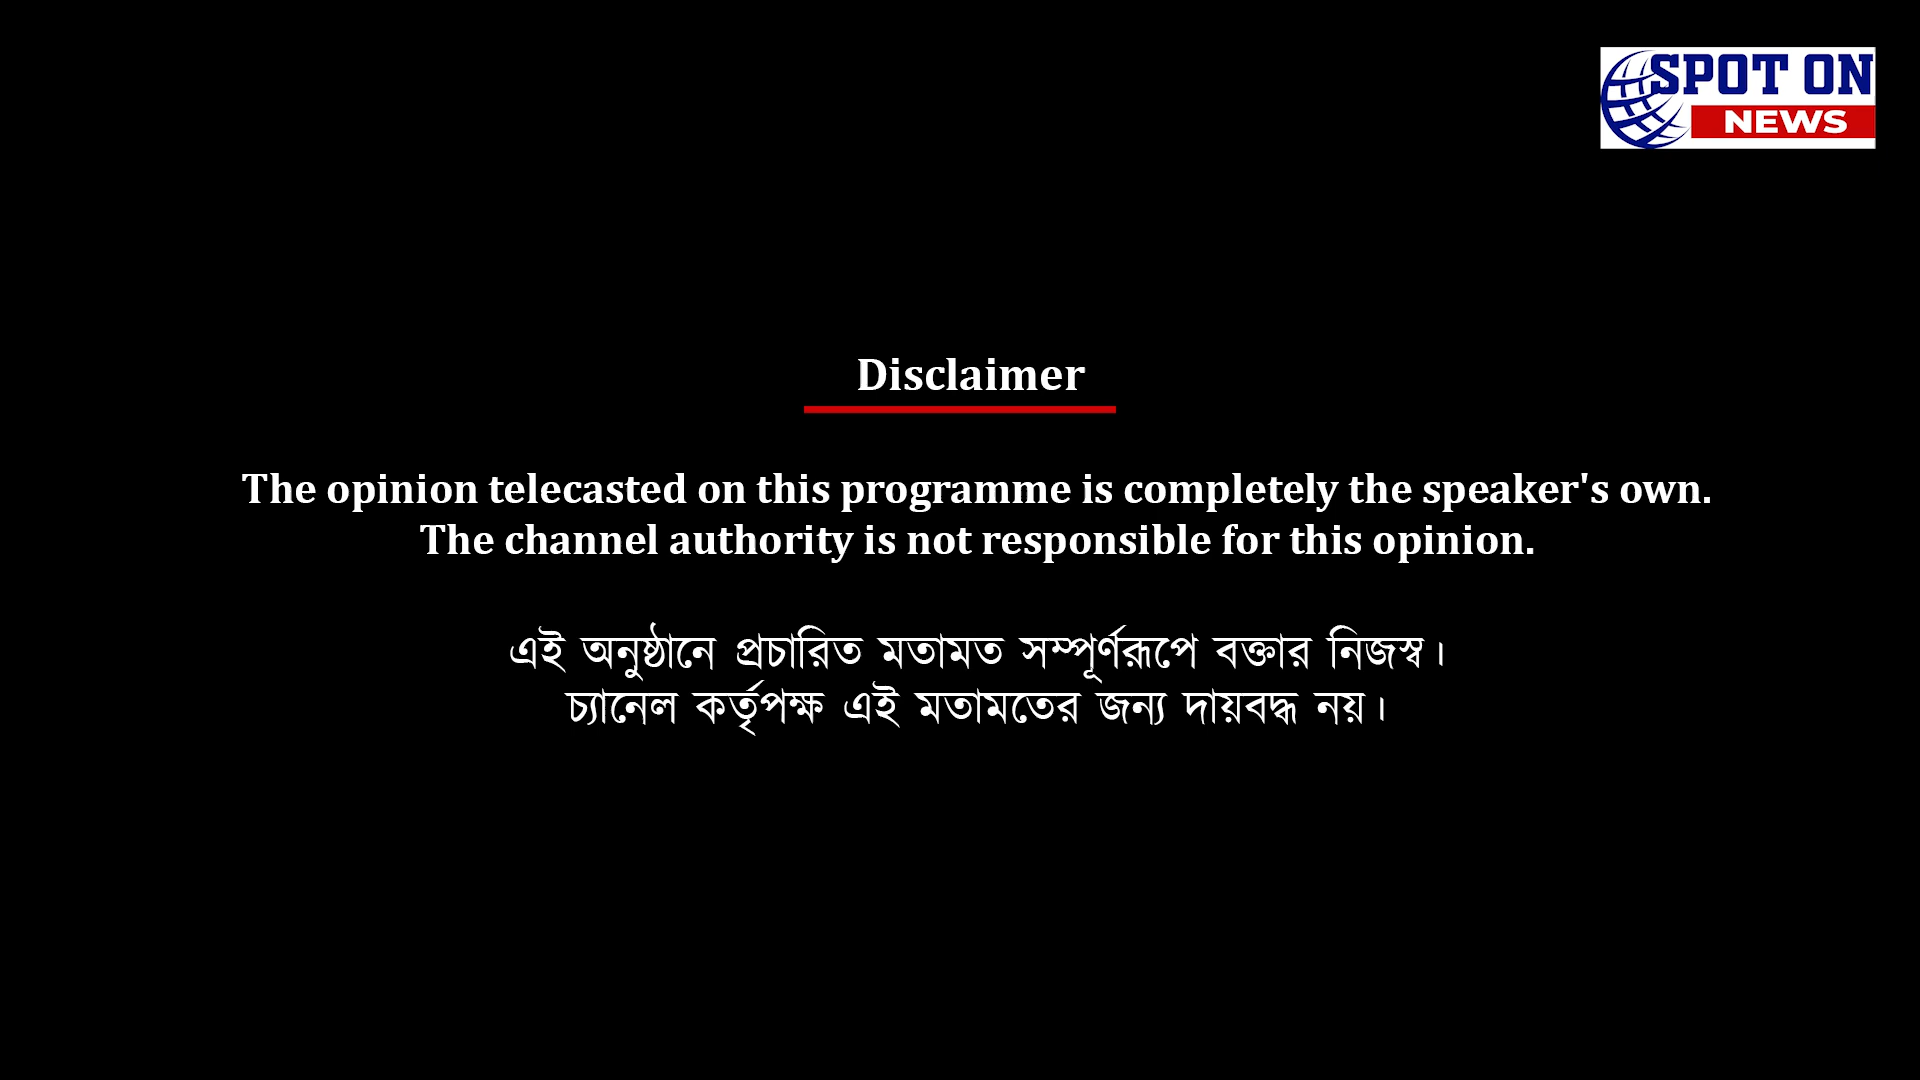 SPOT ON
NEWS
Disclaimer
The opinion telecasted on this programme is completely the speaker's own.
The channel authority is not responsible for this opinion.
এই অনুষ্ঠানে প্রচারিত মতামত সম্পূর্ণরূপে বক্তার নিজস্ব।
চ্যানেল কর্তৃপক্ষ এই মতামতের জন্য দায়বদ্ধ নয়।